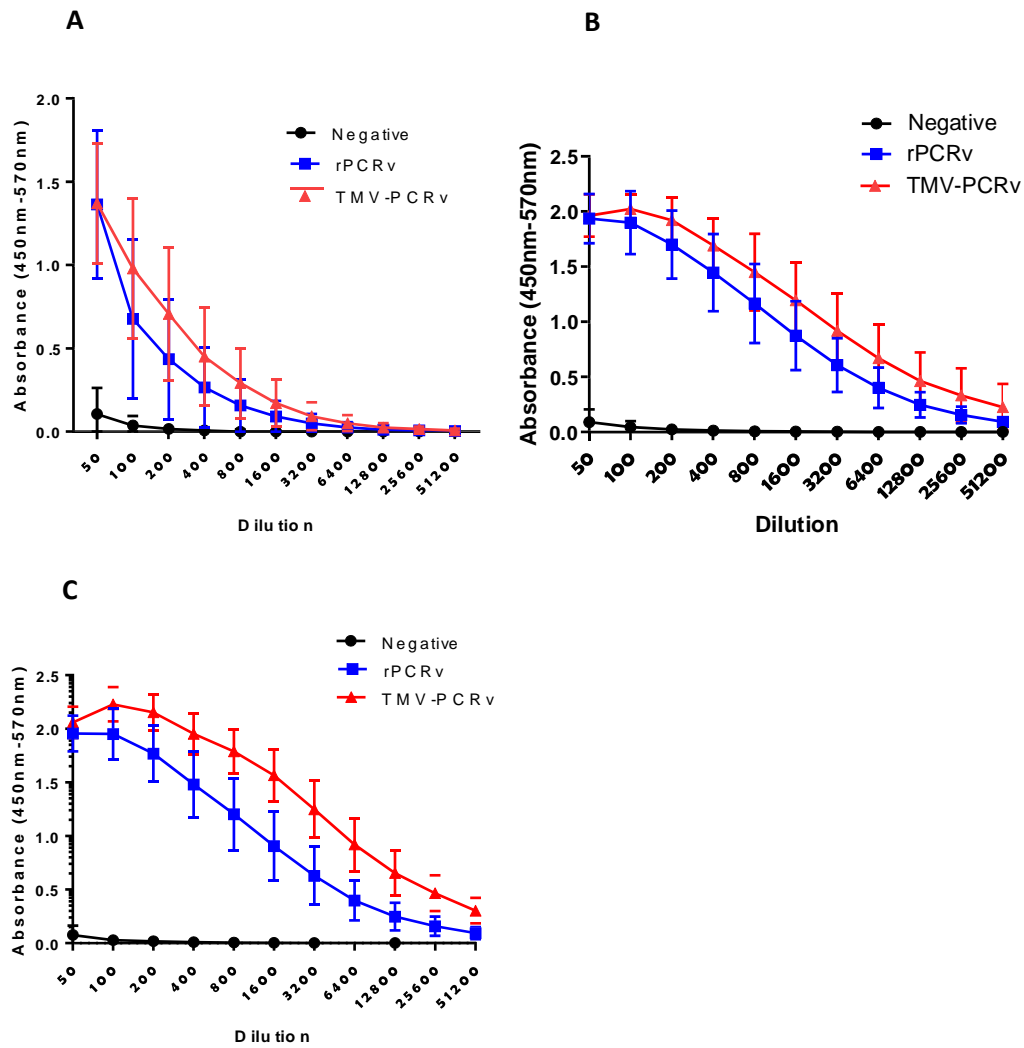 A
Absorbance (450nm-570nm)
2.0
1.5
1.0
0.5
0.0
Negative
rPCRv
TMV-PCRv
50
100
200
400
800
1600
3200
6400
12800
25600
51200
Dilution
B
Absorbance (450nm-570nm)
2.5
2.0
1.5
1.0
0.5
0.0
Negative
rPCRv
TMV-PCRv
50
100
200
400
800
1600
3200
6400
12800
25600
51200
Dilution
C
Absorbance (450nm-570nm)
2.5
2.0
1.5
1.0
0.5
0.0
Negative
rPCRv
TMV-PCRv
50
100
200
400
800
1600
3200
6400
12800
25600
51200
Dilution